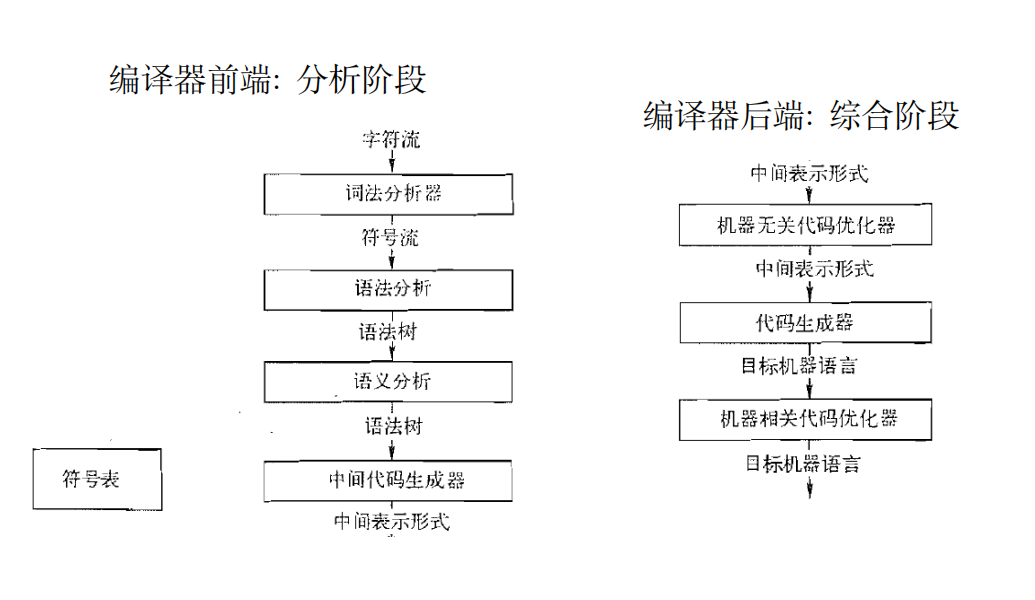 编译器前端: 分析阶段
字符流
词法分析器
符号流
语法分析
语法树
语义分析
语法树
中间代码生成器
中间表示形式
符号表
编译器后端: 综合阶段
中间表示形式
机器无关代码优化器
中间表示形式
代码生成器
目标机器语言
机器相关代码优化器
目标机器语言